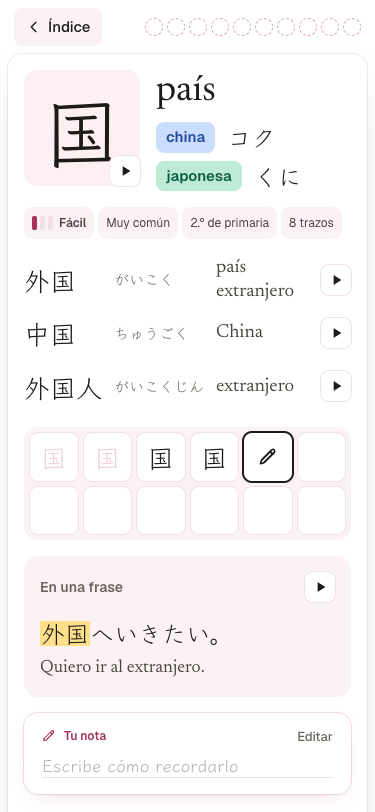 Índice
国
país
china コク
japonesa くに
Fácil Muy común 2.º de primaria 8 trazos
外国 がいこく país extranjero
中国 ちゅうごく China
外国人 がいこくじん extranjero
国 国 国 国
En una frase
外国へいきたい。
Quiero ir al extranjero.
Tu nota Editar
Escribe cómo recordarlo